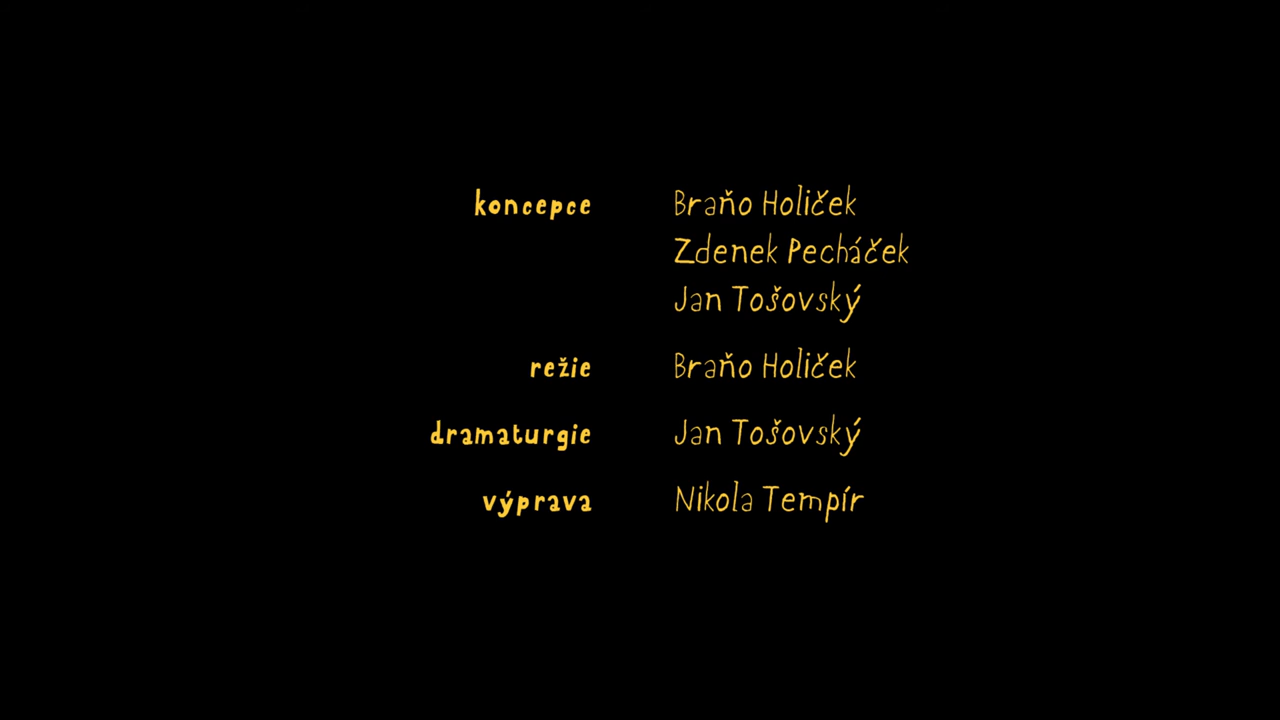 koncepce Braňo Holiček
Zdenek Pecháček
Jan Tošovský
režie Braňo Holiček
dramaturgie Jan Tošovský
výprava Nikola Tempír